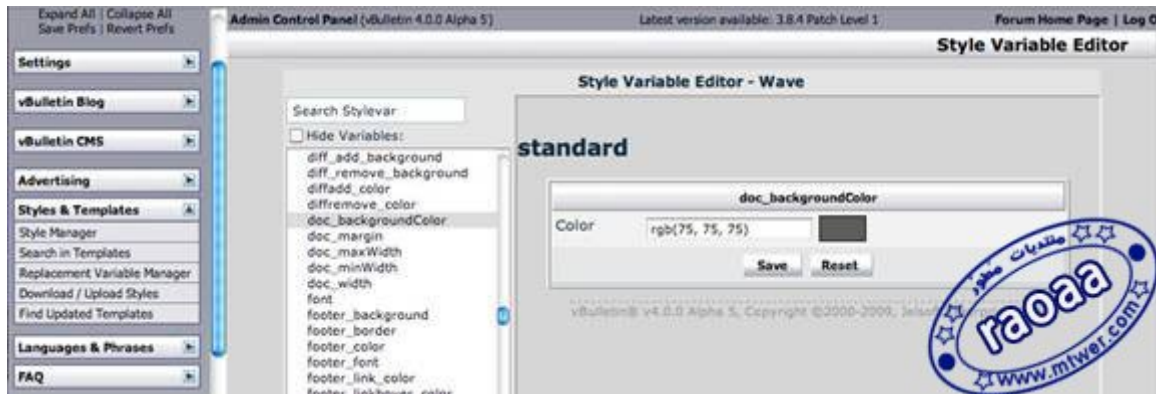 Expand All | Collapse All
Save Prefs | Revert Prefs
Settings
vBulletin Blog
vBulletin CMS
Advertising
Styles & Templates
Style Manager
Search in Templates
Replacement Variable Manager
Download / Upload Styles
Find Updated Templates
Languages & Phrases
FAQ
Admin Control Panel (vBulletin 4.0.0 Alpha 5)
Latest version available: 3.8.4 Patch Level 1
Forum Home Page | Log O
Style Variable Editor
Style Variable Editor - Wave
Search Stylevar
Hide Variables:
diff_add_background
diff_remove_background
diffadd_color
diffremove_color
doc_backgroundColor
doc_margin
doc_maxWidth
doc_minWidth
doc_width
font
footer_background
footer_border
footer_color
footer_font
footer_link_color
footer_linkhover_color
standard
doc_backgroundColor
Color
rgb(75, 75, 75)
Save Reset
vBulletin® v4.0.0 Alpha 5, Copyright ©2000-2009, Jelsoft
منتديات مطور
raoaa
www.mtwer.com